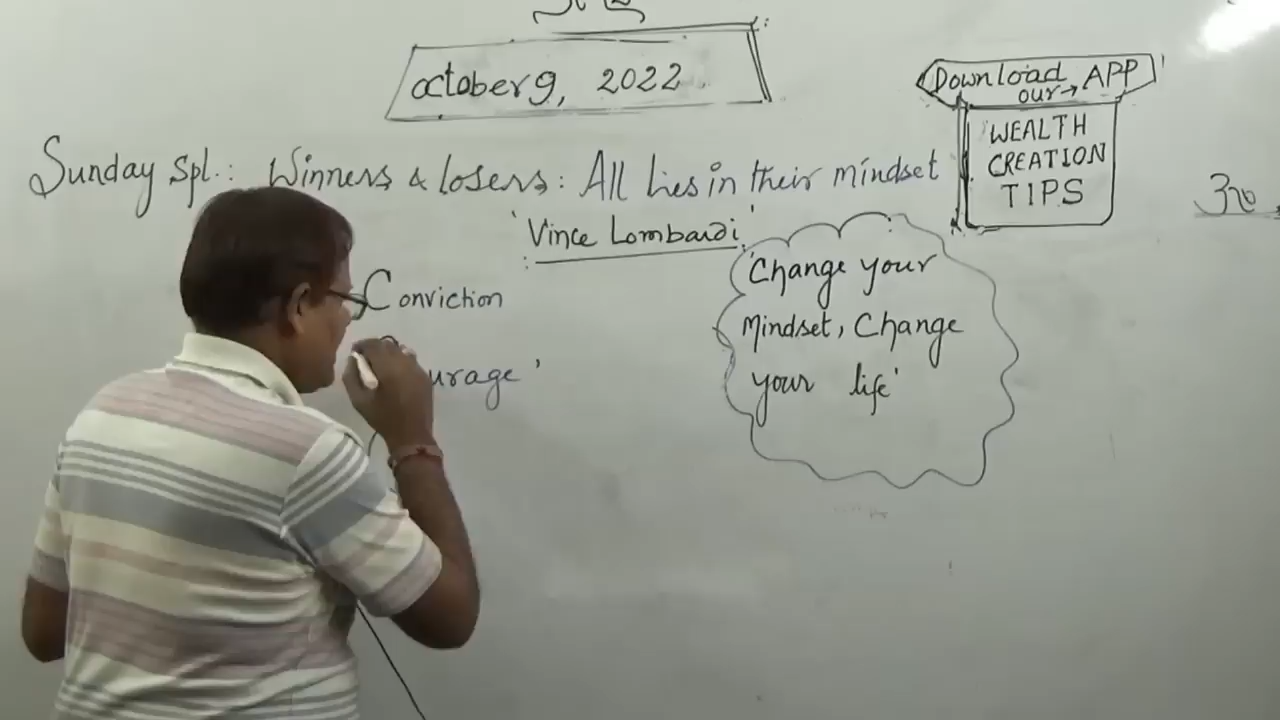 October 9, 2022
Download
our → APP
WEALTH
CREATION
TIPS
Sunday Spl.: Winners & losers: All lies in their mindset
'Vince Lombardi'
Conviction
urage'
'Change your
Mindset, Change
your life'